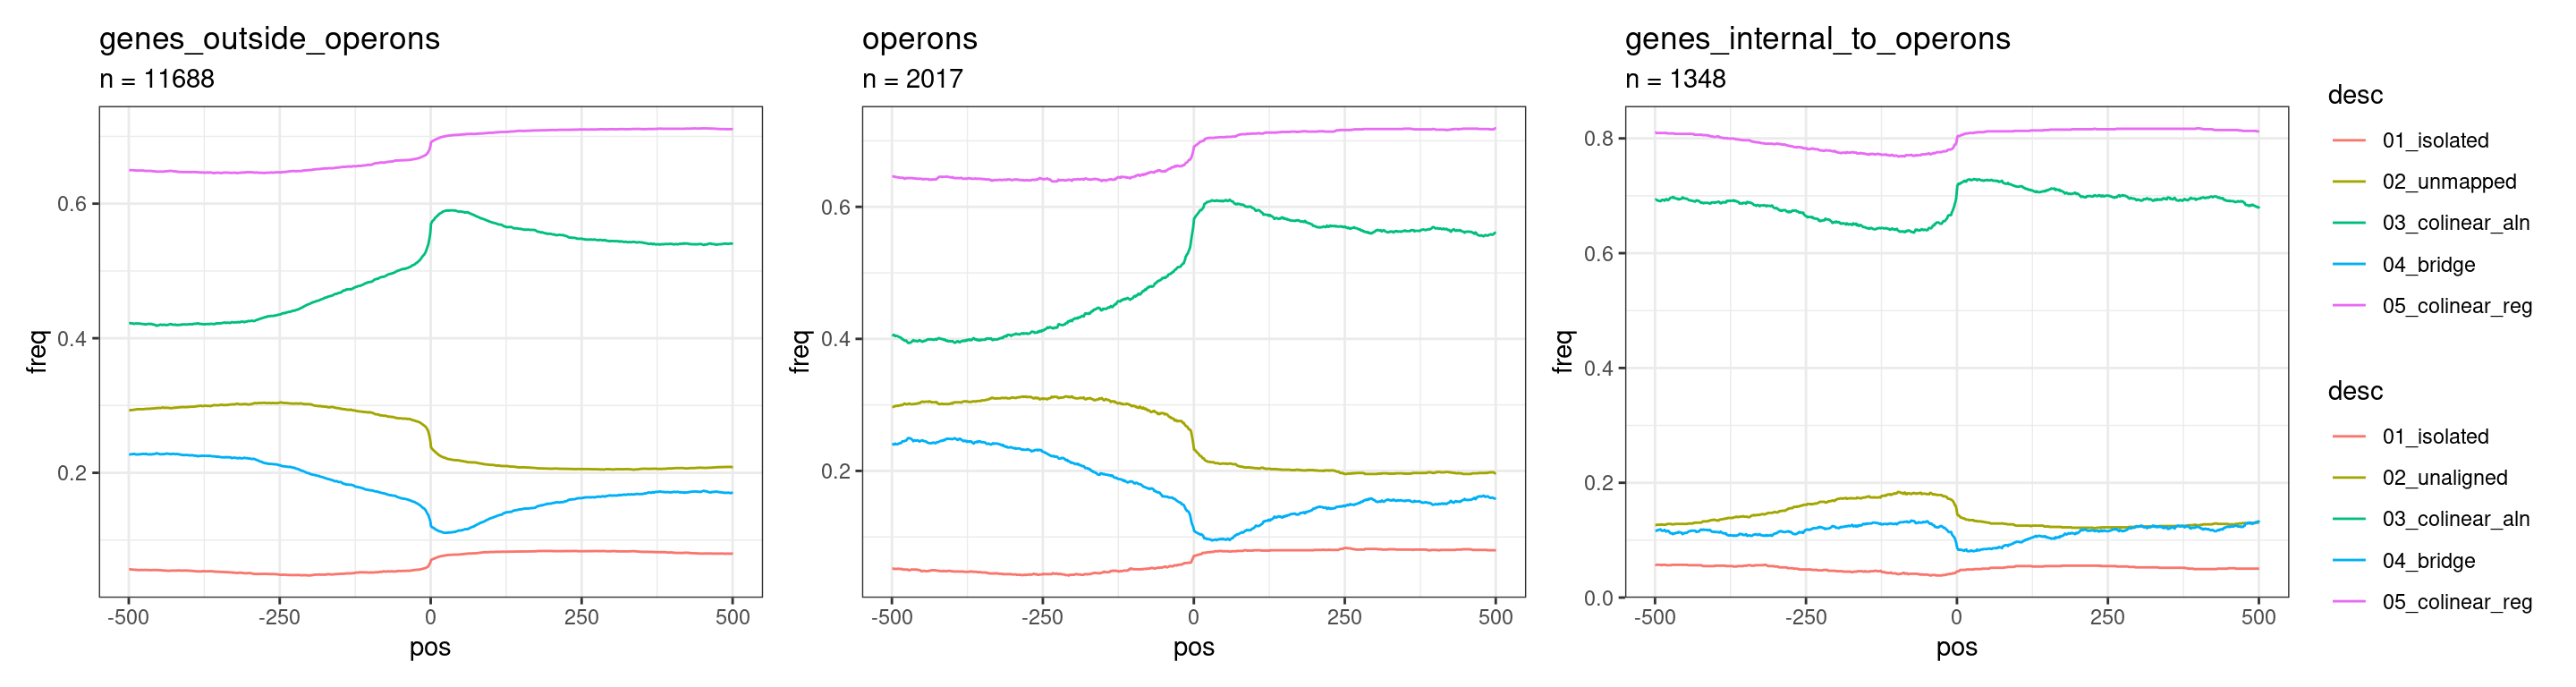 genes_outside_operons
n = 11688
freq
0.6
0.4
0.2
-500
-250
0
250
500
pos
operons
n = 2017
freq
0.6
0.4
0.2
-500
-250
0
250
500
pos
genes_internal_to_operons
n = 1348
freq
0.8
0.6
0.4
0.2
0.0
-500
-250
0
250
500
pos
desc
01_isolated
02_unmapped
03_colinear_aln
04_bridge
05_colinear_reg
desc
01_isolated
02_unaligned
03_colinear_aln
04_bridge
05_colinear_reg